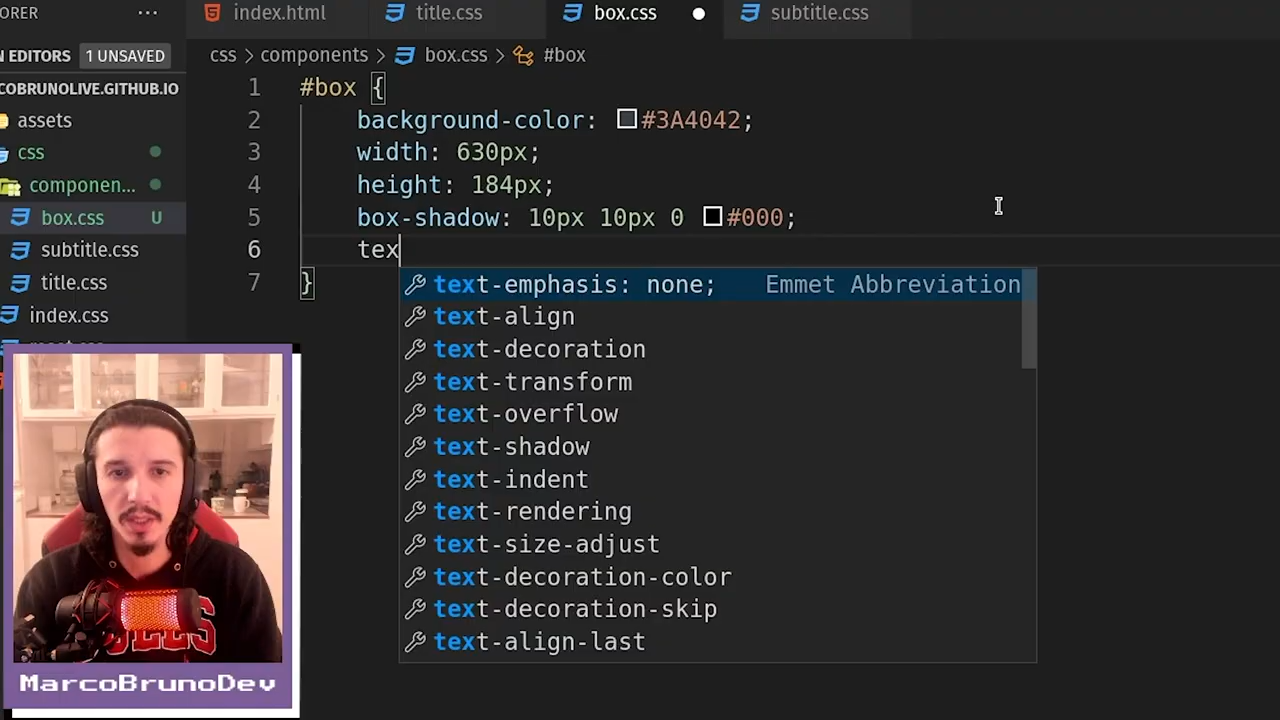 ORER ···
index.html
title.css
box.css
subtitle.css
N EDITORS 1 UNSAVED
css > components > box.css > #box
COBRUNOLIVE.GITHUB.IO
assets
css
componen...
box.css U
subtitle.css
title.css
index.css
1 #box {
2 background-color: #3A4042;
3 width: 630px;
4 height: 184px;
5 box-shadow: 10px 10px 0 #000;
6 tex
7 }
text-emphasis: none; Emmet Abbreviation
text-align
text-decoration
text-transform
text-overflow
text-shadow
text-indent
text-rendering
text-size-adjust
text-decoration-color
text-decoration-skip
text-align-last
MarcoBrunoDev